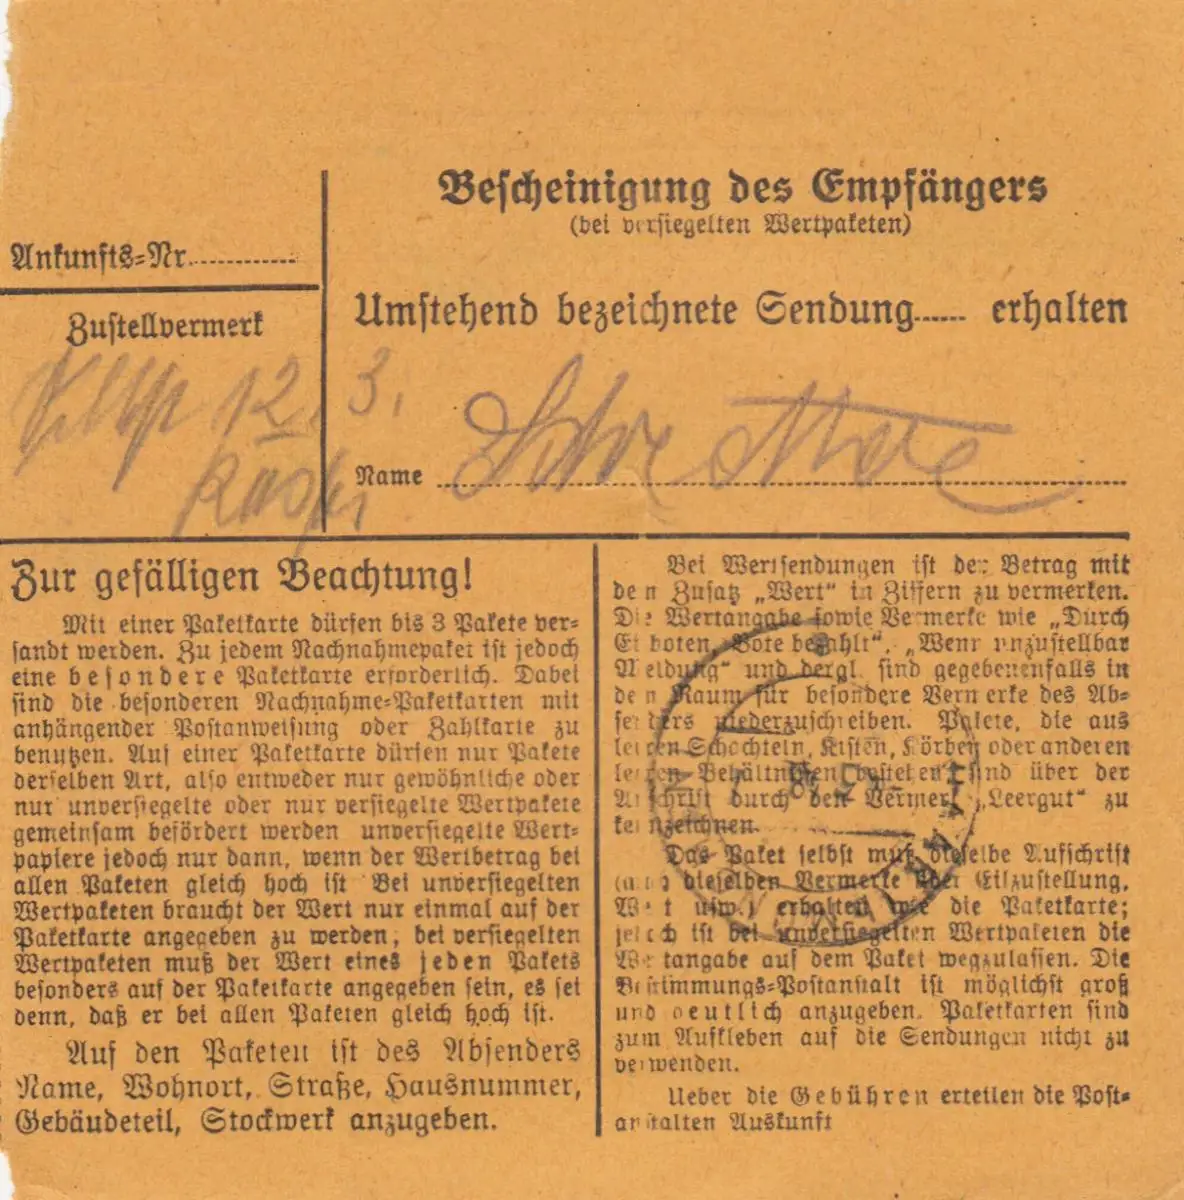 Bescheinigung des Empfängers
(bei versiegelten Wertpaketen)
Ankunfts=Nr.............
Umstehend bezeichnete Sendung...... erhalten
Zustellvermerk
12. 3.
Name
Zur gefälligen Beachtung!
Mit einer Paketkarte dürfen bis 3 Pakete ver=
sandt werden. Zu jedem Nachnahmepaket ist jedoch
eine besondere Paketkarte erforderlich. Dabei
sind die besonderen Nachnahme=Paketkarten mit
anhängender Postanweisung oder Zahlkarte zu
benutzen. Auf einer Paketkarte dürfen nur Pakete
derselben Art, also entweder nur gewöhnliche oder
nur unversiegelte oder nur versiegelte Wertpakete
gemeinsam befördert werden unversiegelte Wert=
papiere jedoch nur dann, wenn der Wertbetrag bei
allen Paketen gleich hoch ist Bei unversiegelten
Wertpaketen braucht der Wert nur einmal auf der
Paketkarte angegeben zu werden, bei versiegelten
Wertpaketen muß der Wert eines jeden Pakets
besonders auf der Paketkarte angegeben sein, es sei
denn, daß er bei allen Paketen gleich hoch ist.
Auf den Paketen ist des Absenders
Name, Wohnort, Straße, Hausnummer,
Gebäudeteil, Stockwerk anzugeben.
Bei Wertsendungen ist der Betrag mit
den Zusatz „Wert" in Ziffern zu vermerken.
Die Wertangabe sowie Vermerke wie „Durch
Eilboten, Bote bezahlt", „Wenn unzustellbar
Meldung" und dergl. sind gegebenenfalls in
den Raum für besondere Vermerke des Ab=
senders niederzuschreiben. Pakete, die aus
leeren Schachteln, Kisten, Körben oder anderen
leeren Behältnissen bestehen sind über der
Anschrift durch den Vermerk „Leergut" zu
kennzeichnen.
Das Paket selbst muß dieselbe Aufschrift
dieselben Vermerke über Eilzustellung,
Wert usw.) erhalten wie die Paketkarte;
jedoch ist bei unversiegelten Wertpaketen die
Wertangabe auf dem Paket wegzulassen. Die
Bestimmungs=Postanstalt ist möglichst groß
und deutlich anzugeben. Paketkarten sind
zum Aufkleben auf die Sendungen nicht zu
verwenden.
Ueber die Gebühren erteilen die Post=
anstalten Auskunft